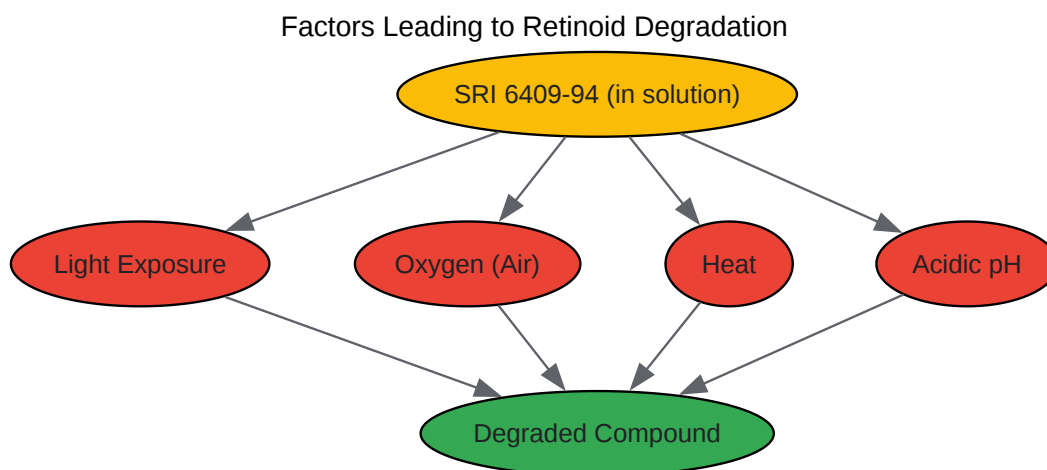 Factors Leading to Retinoid Degradation
SRI 6409-94 (in solution)
Light Exposure
Oxygen (Air)
Heat
Acidic pH
Degraded Compound